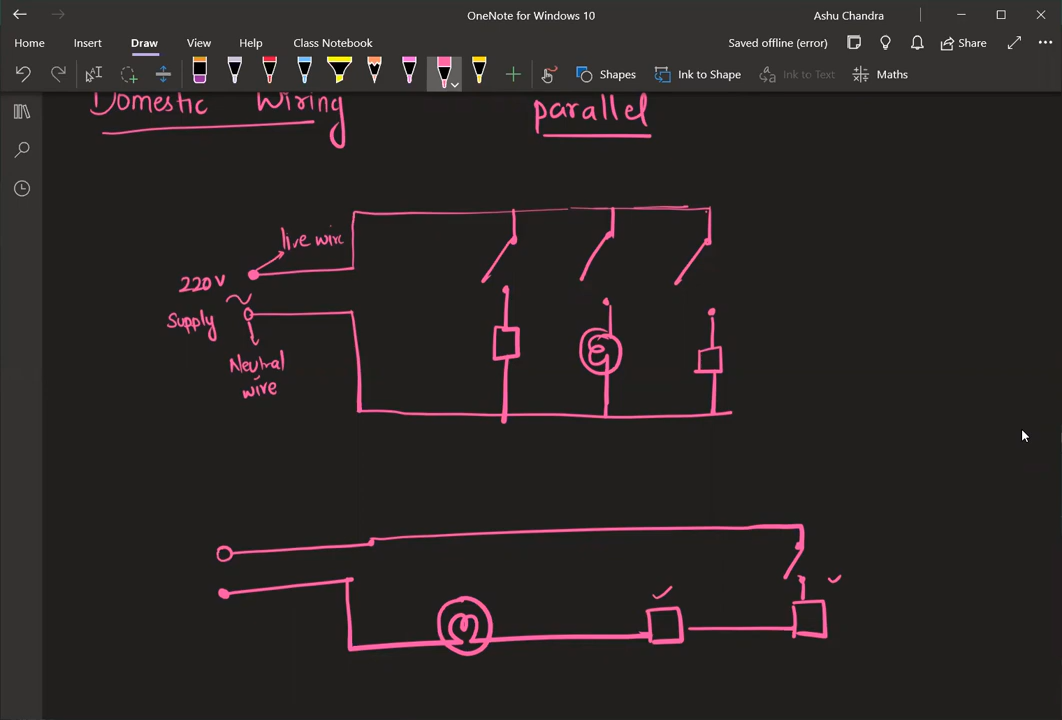 OneNote for Windows 10
Ashu Chandra
Home Insert Draw View Help Class Notebook
Saved offline (error)
Share
Shapes
Ink to Shape
Ink to Text
Maths
Domestic Wiring
parallel
live wire
220V
Supply
Neutral
wire